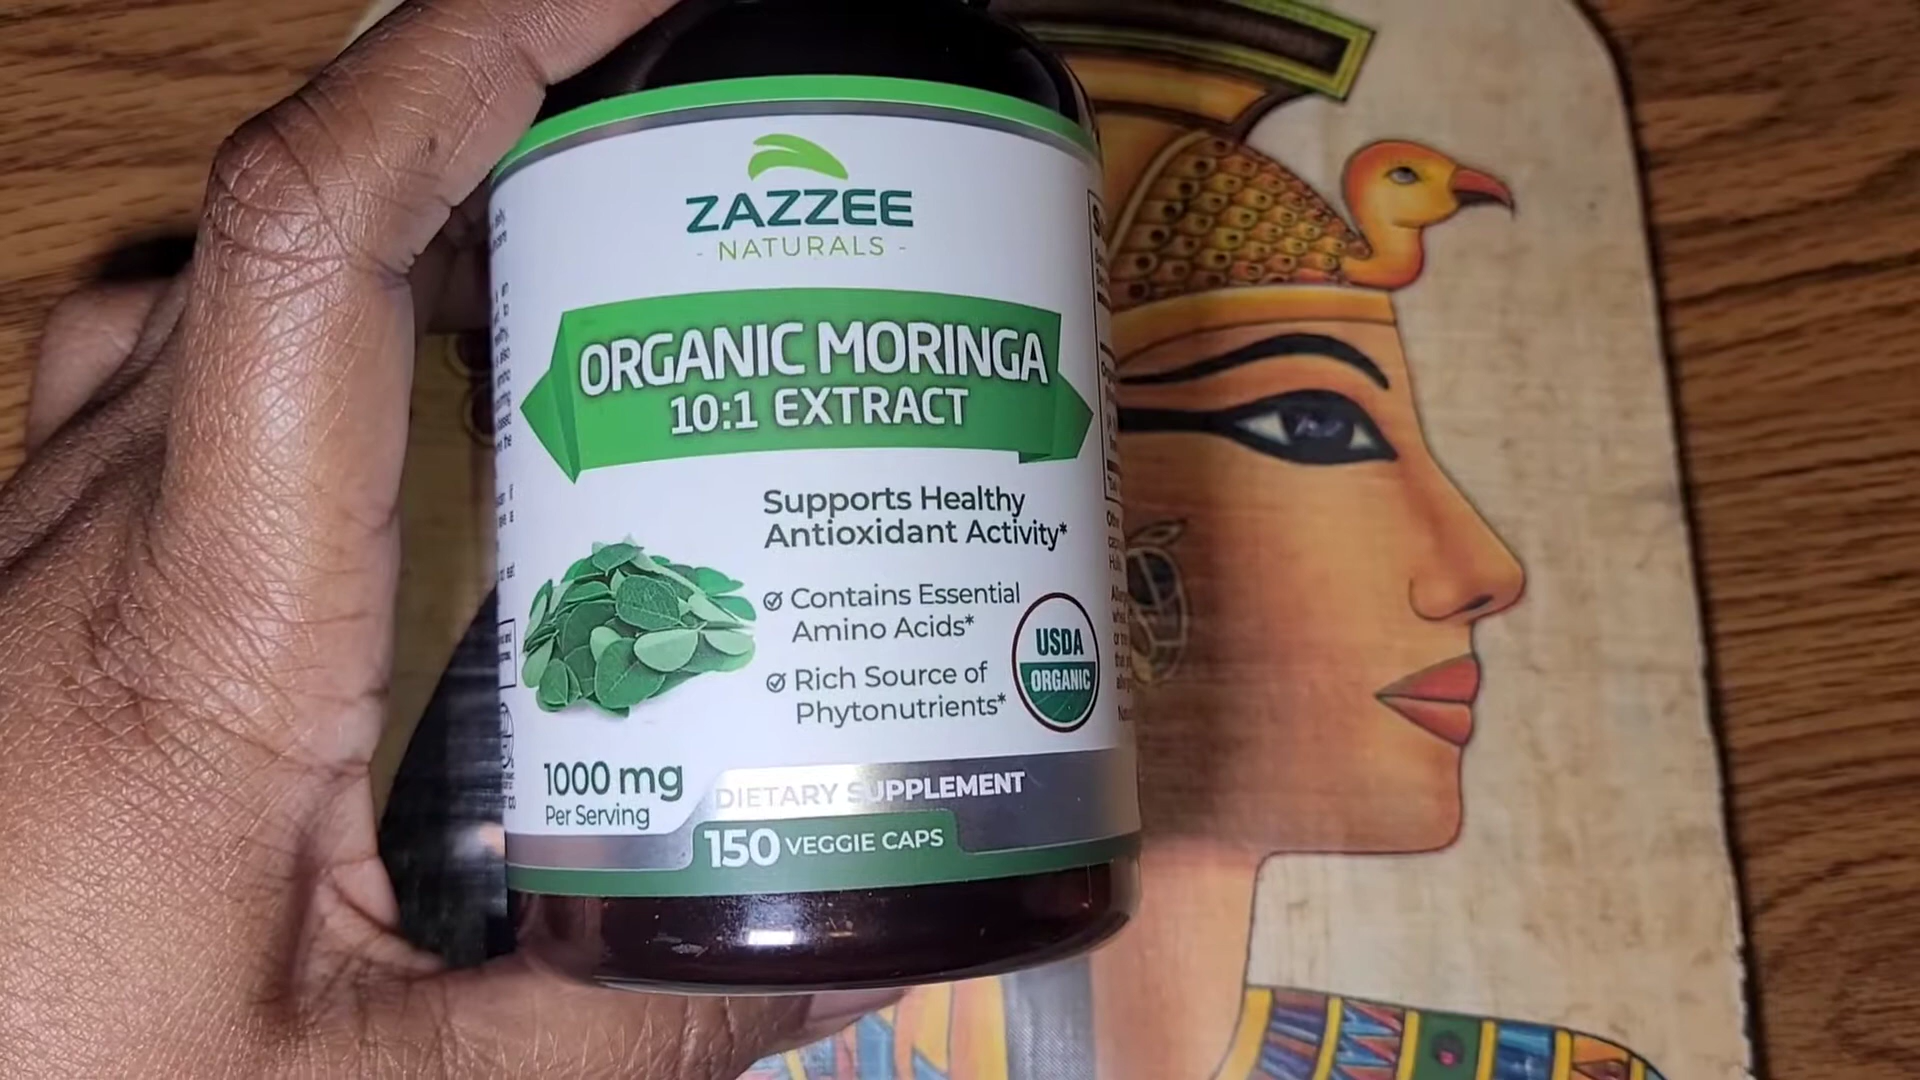 ZAZZEE
- NATURALS -
ORGANIC MORINGA
10:1 EXTRACT
Supports Healthy
Antioxidant Activity*
Contains Essential
Amino Acids*
Rich Source of
Phytonutrients*
USDA
ORGANIC
1000 mg
Per Serving
DIETARY SUPPLEMENT
150 VEGGIE CAPS